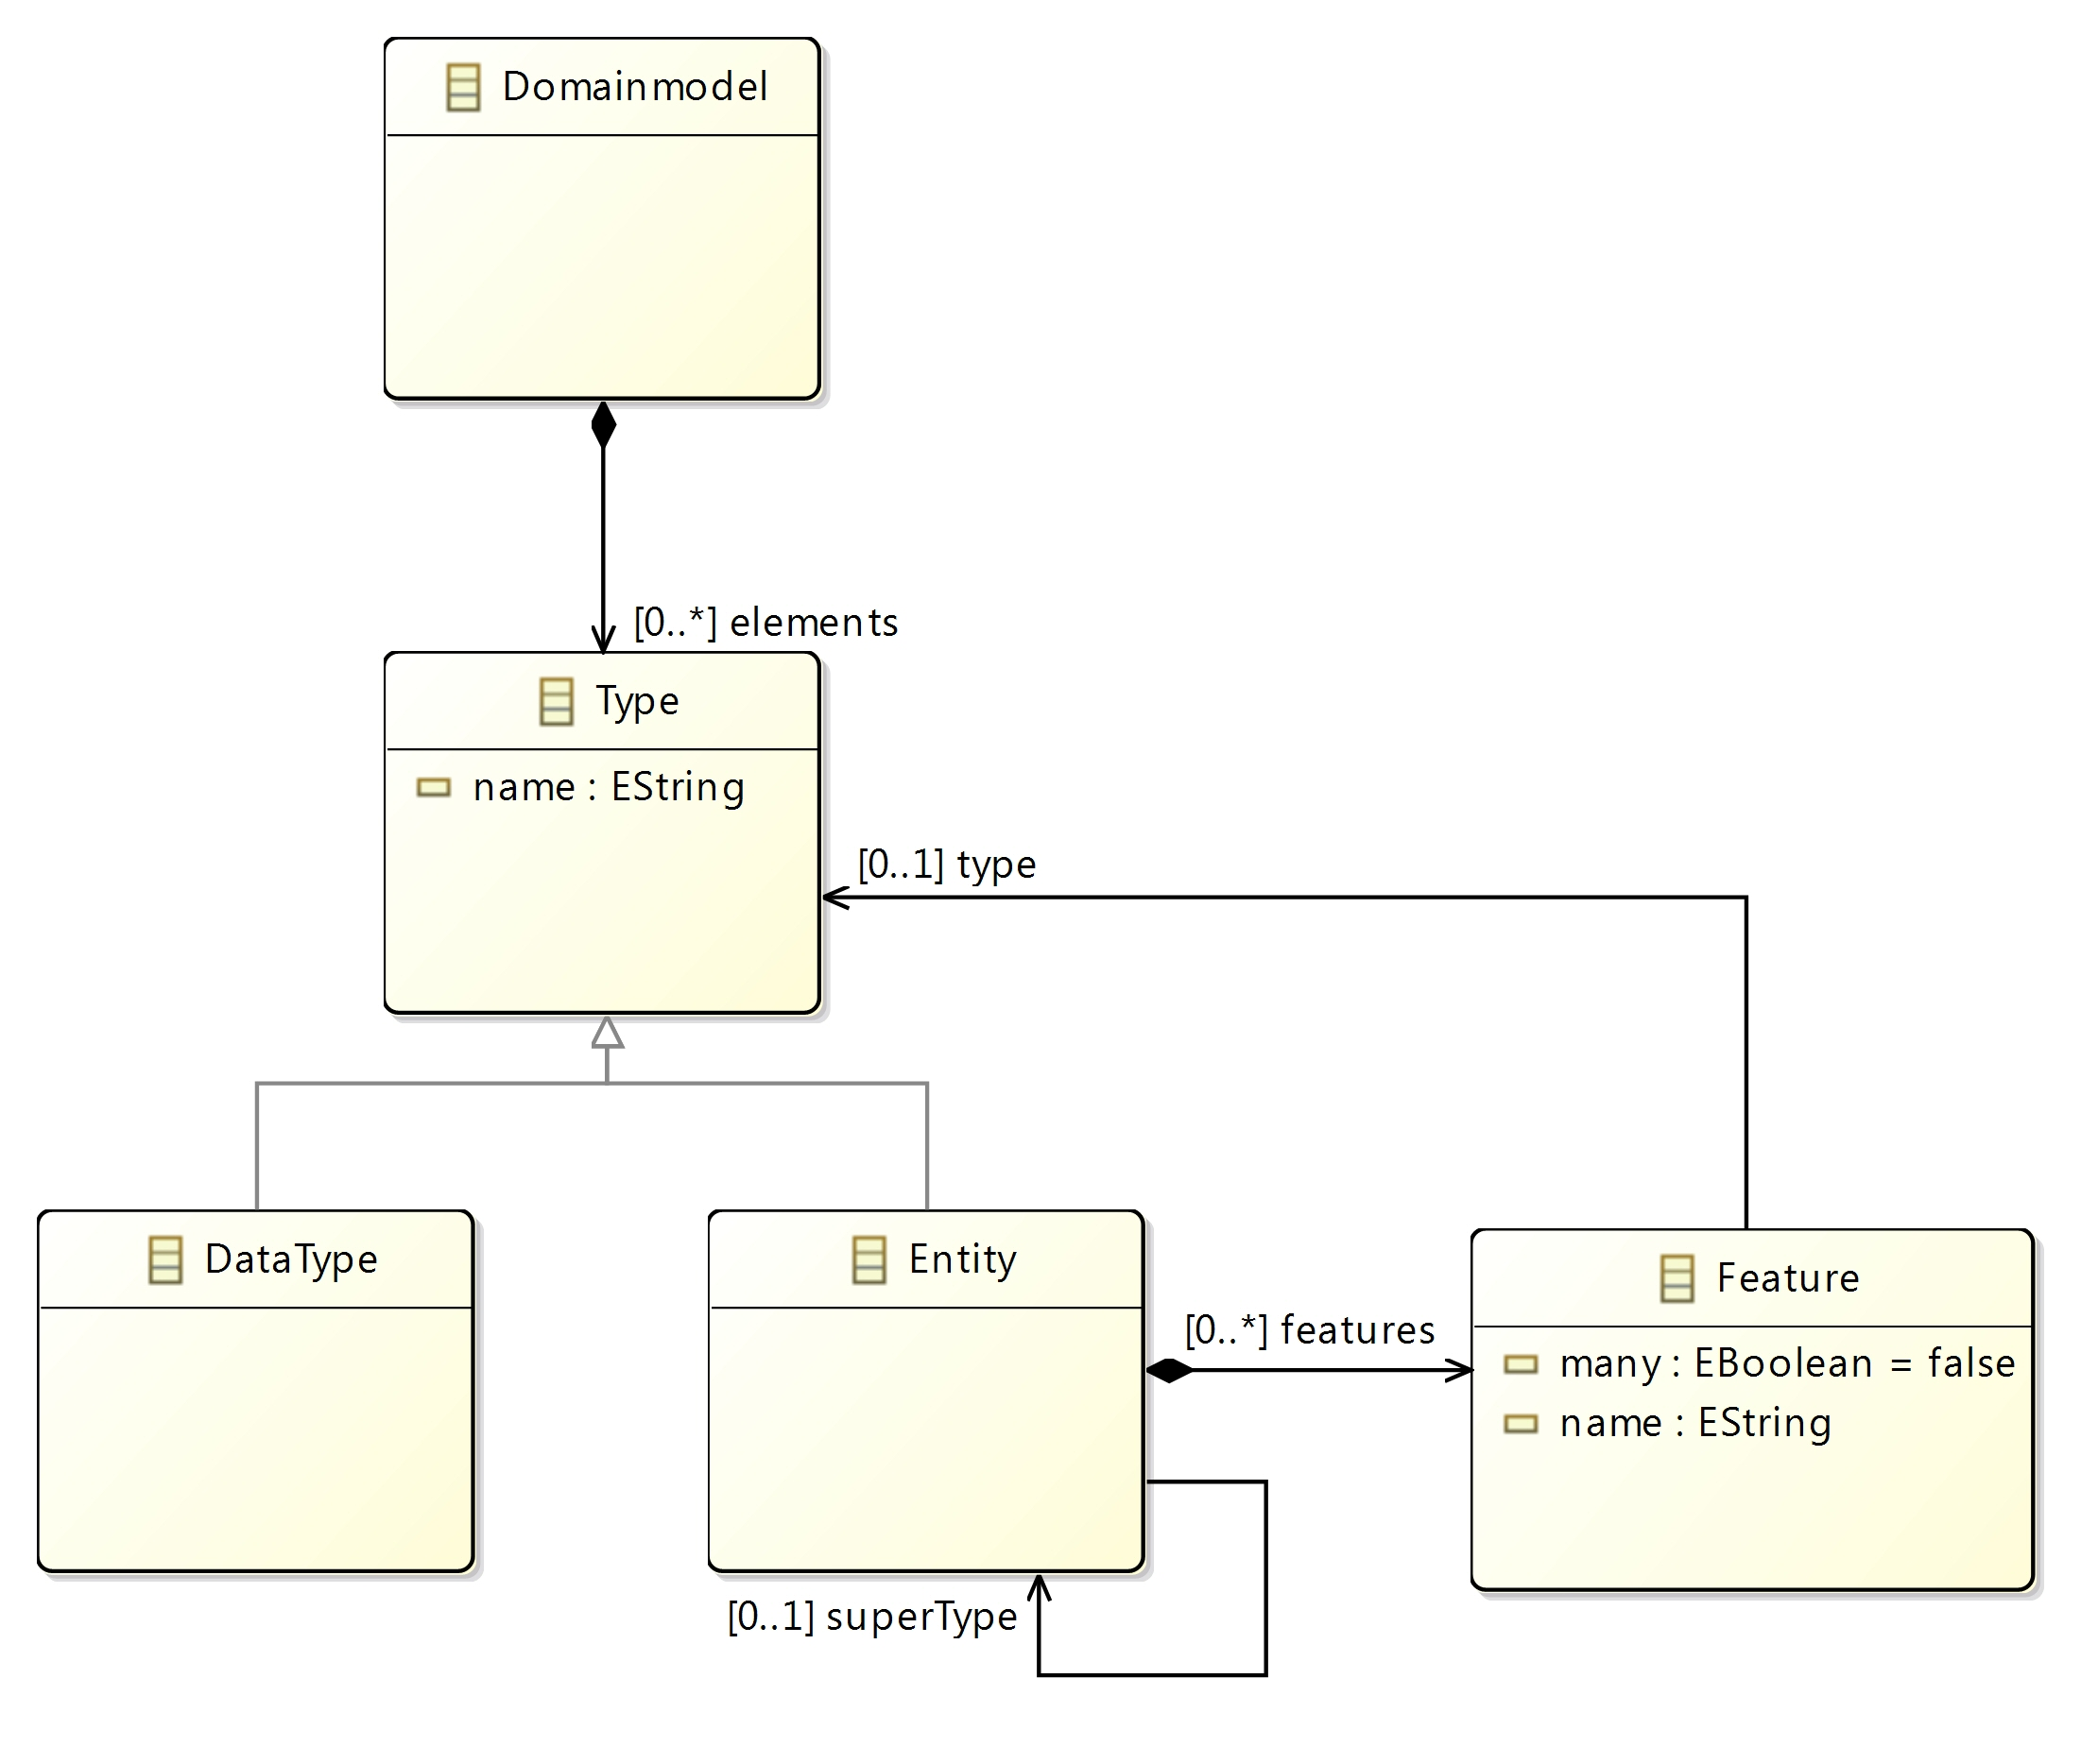 Domainmodel
[0..*] elements
Type
name : EString
[0..1] type
DataType
Entity
Feature
[0..*] features
many : EBoolean = false
name : EString
[0..1] superType